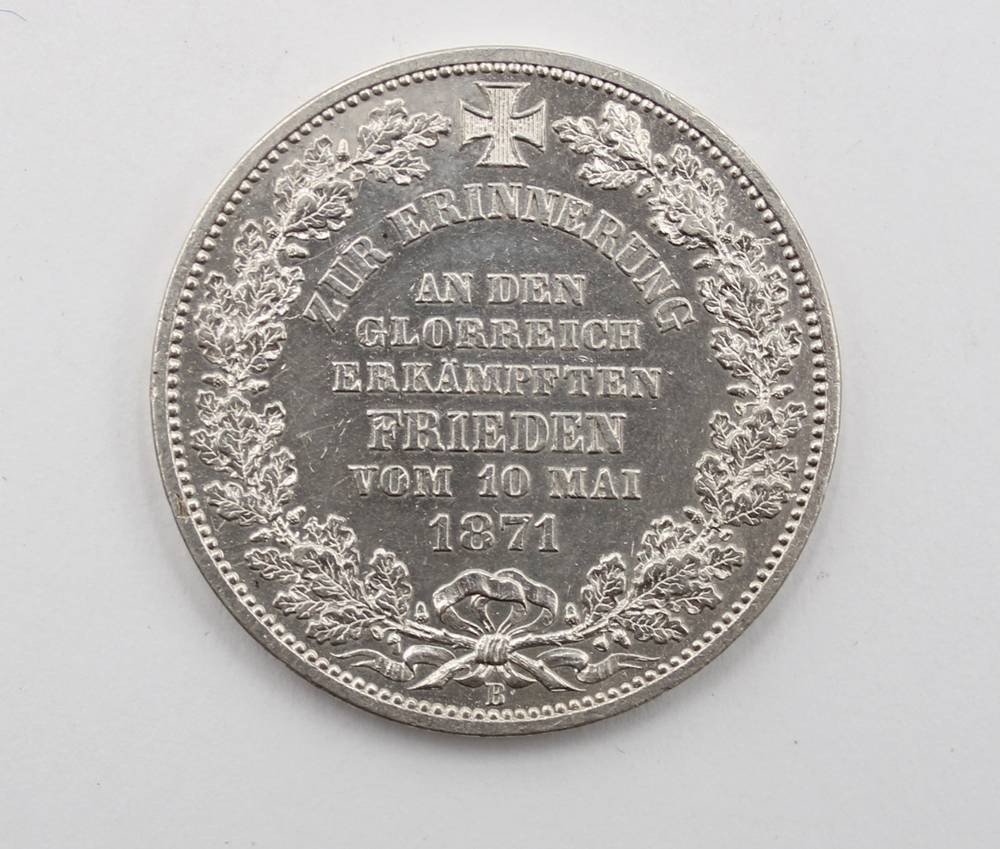 ZUR ERINNERUNG
AN DEN
GLORREICH
ERKÄMPFTEN
FRIEDEN
VOM 10 MAI
1871
B